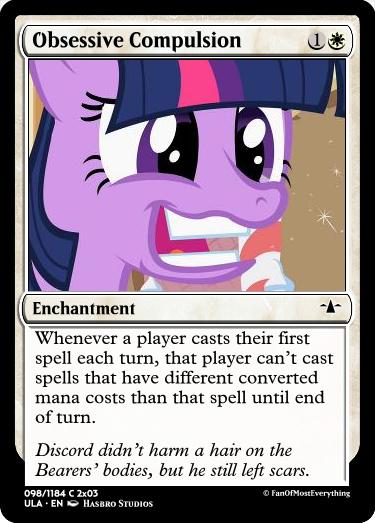 Obsessive Compulsion 1
Enchantment
Whenever a player casts their first
spell each turn, that player can't cast
spells that have different converted
mana costs than that spell until end
of turn.
Discord didn't harm a hair on the
Bearers' bodies, but he still left scars.
098/1184 C 2x03
ULA · EN Hasbro Studios © FanOfMostEverything